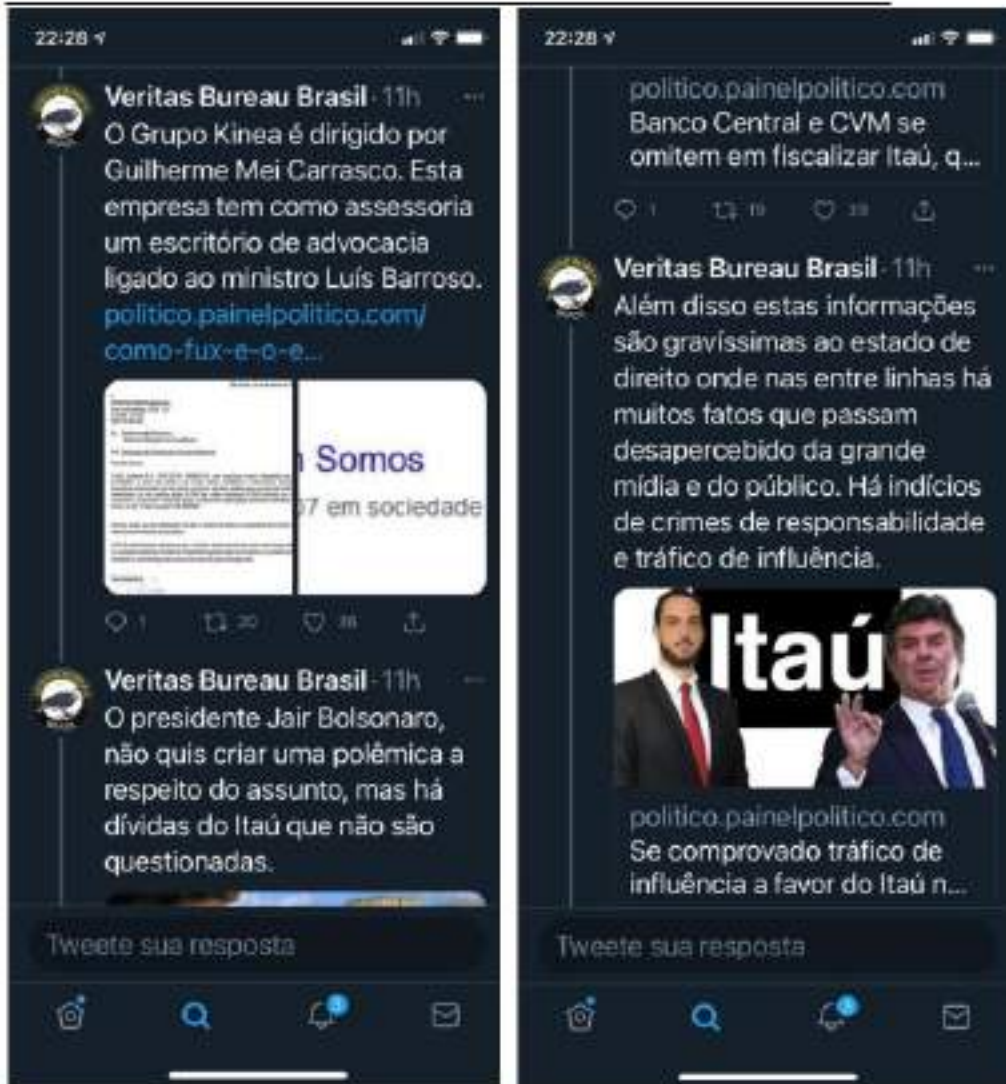 22:28
Veritas Bureau Brasil · 11h
O Grupo Kinea é dirigido por
Guilherme Mei Carrasco. Esta
empresa tem como assessoria
um escritório de advocacia
ligado ao ministro Luís Barroso.
politico.painelpolitico.com/
como-fux-e-o-e...
Somos
07 em sociedade
1
30
Veritas Bureau Brasil · 11h
O presidente Jair Bolsonaro,
não quis criar uma polêmica a
respeito do assunto, mas há
dívidas do Itaú que não são
questionadas.
Tweete sua resposta
22:28
politico.painelpolitico.com
Banco Central e CVM se
omitem em fiscalizar Itaú, q...
1 19
Veritas Bureau Brasil · 11h
Além disso estas informações
são gravíssimas ao estado de
direito onde nas entre linhas há
muitos fatos que passam
desapercebido da grande
mídia e do público. Há indícios
de crimes de responsabilidade
e tráfico de influência.
Itaú
politico.painelpolitico.com
Se comprovado tráfico de
influência a favor do Itaú n...
Tweete sua resposta